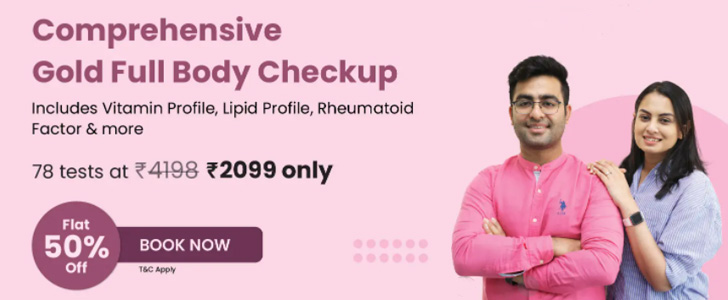 Comprehensive
Gold Full Body Checkup
Includes Vitamin Profile, Lipid Profile, Rheumatoid
Factor & more
78 tests at ₹4198 ₹2099 only
Flat
50%
Off
BOOK NOW
T&C Apply